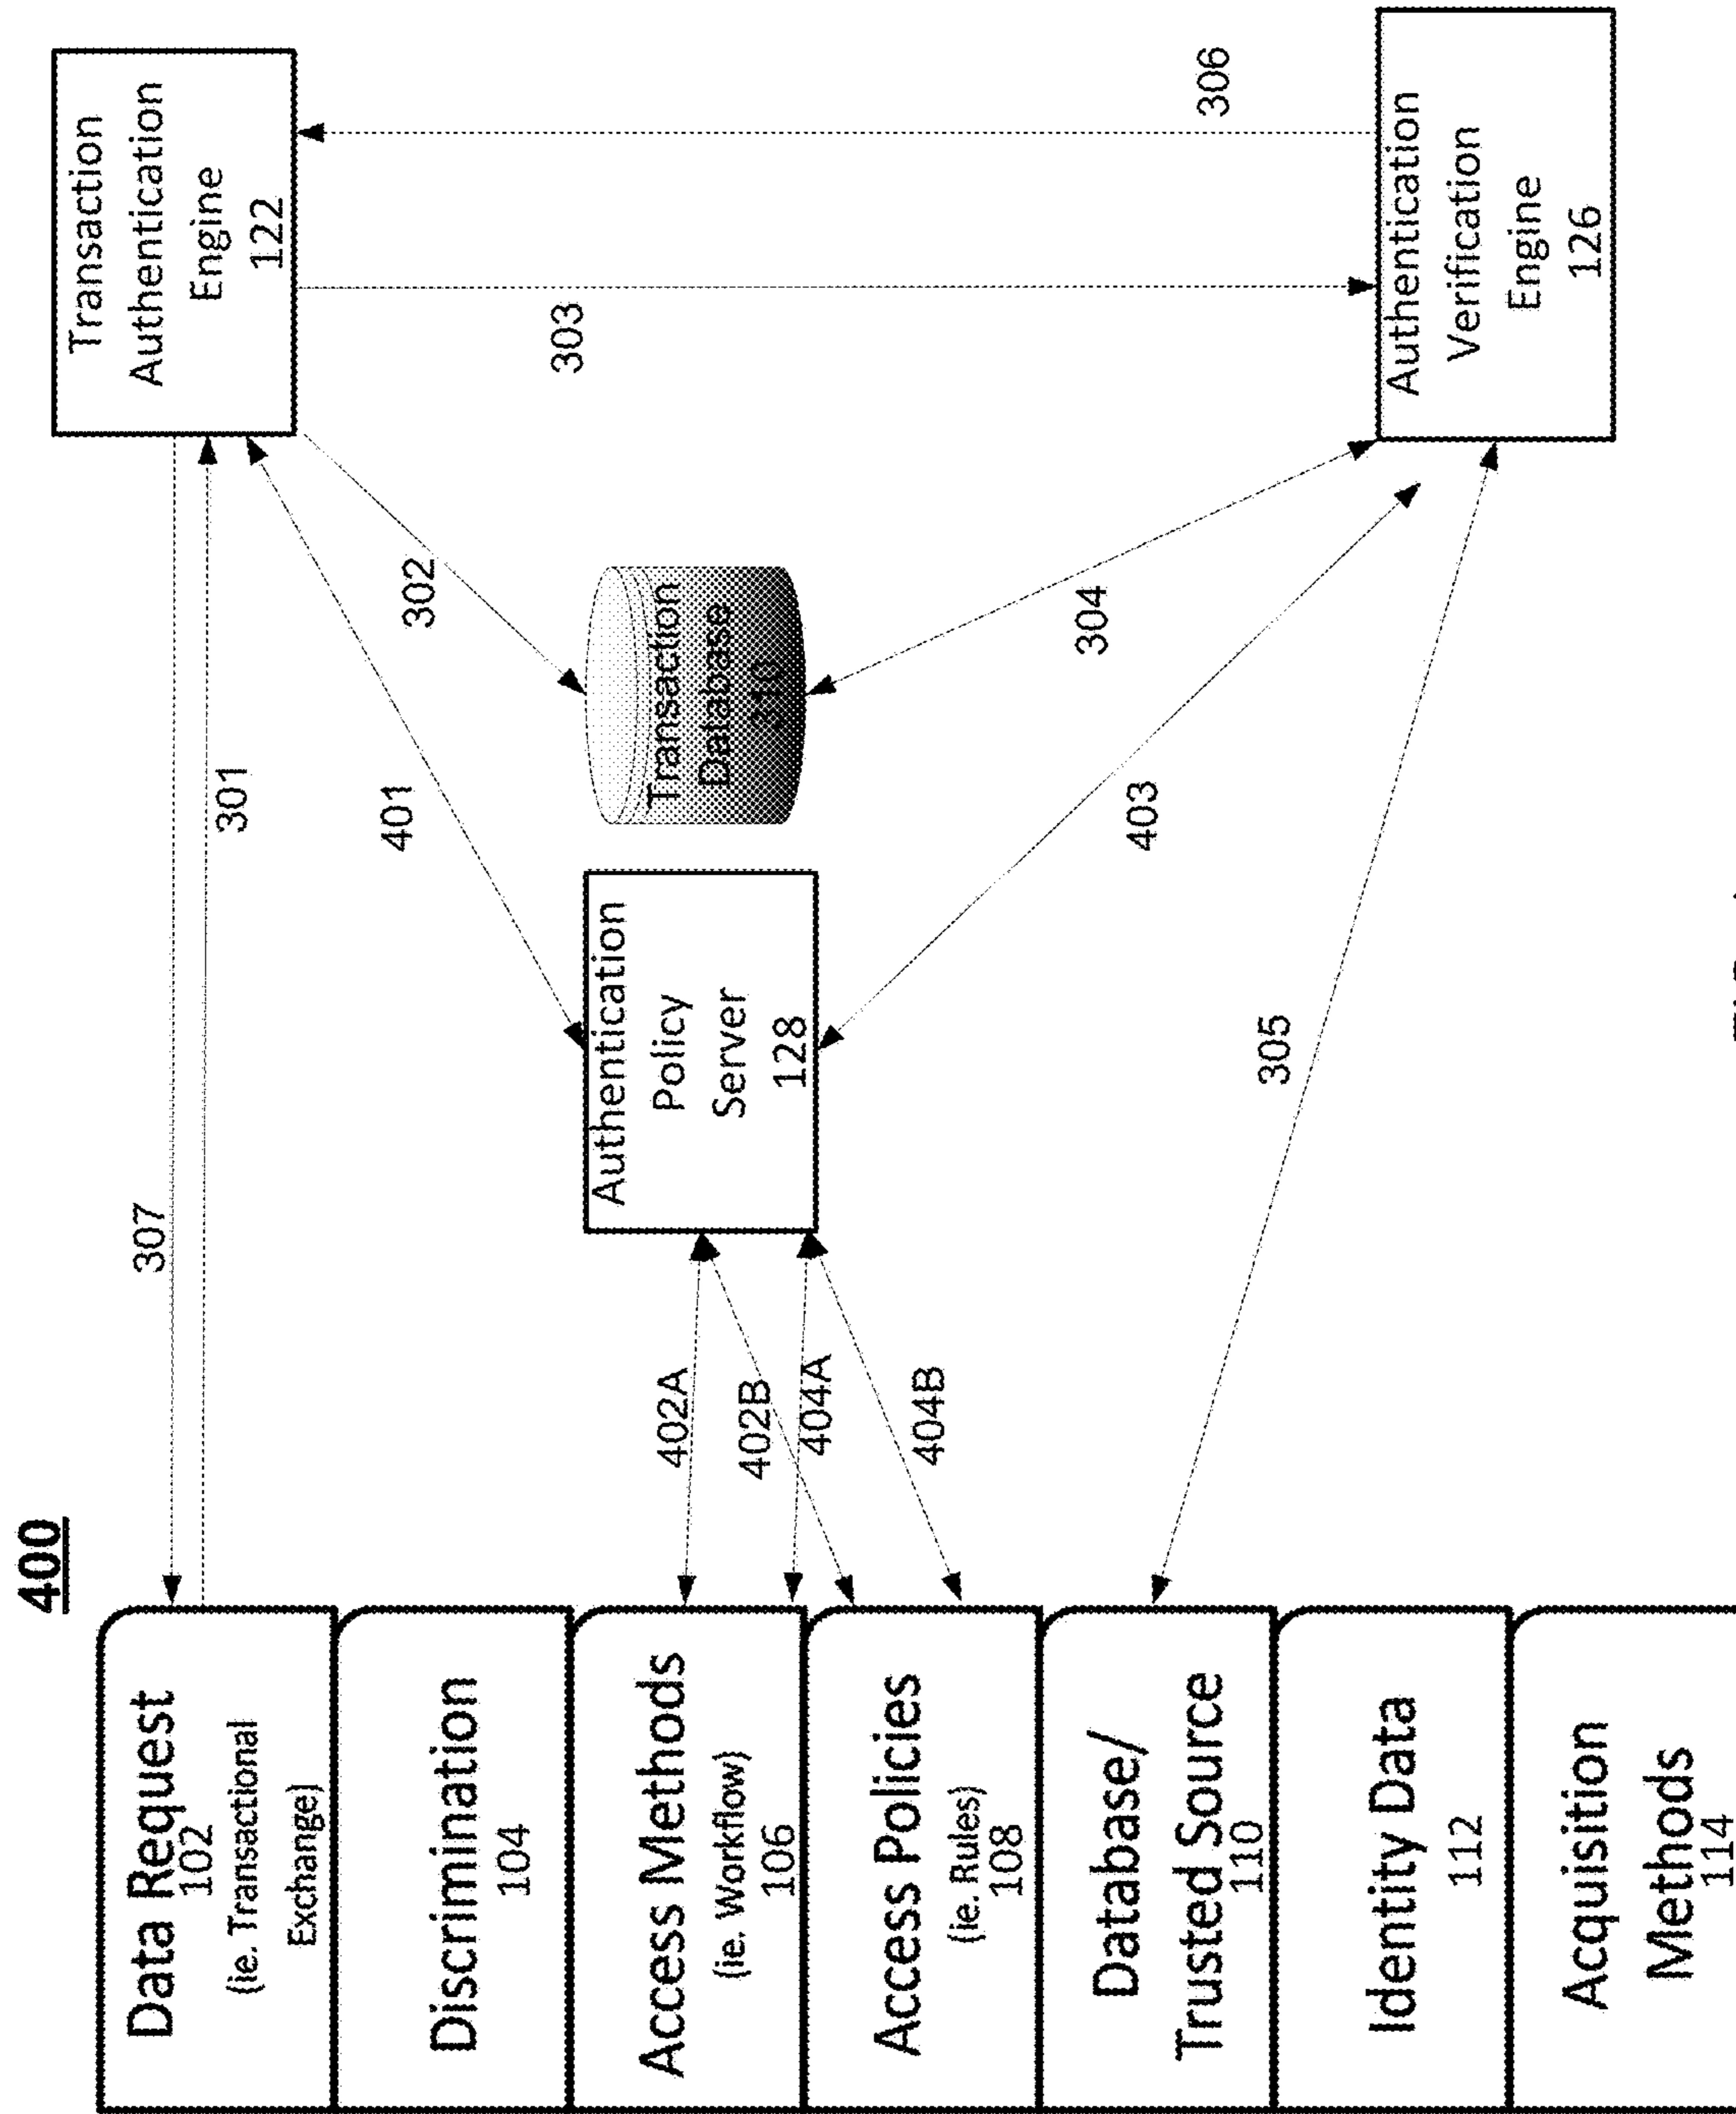 400
Data Request
102
(ie. Transactional
Exchange)
Discrimination
104
Access Methods
(ie. Workflow)
106
Access Policies
(ie. Rules)
108
Database/
Trusted Source
110
Identity Data
112
Acquisition
Methods
114
307
301
401
302
303
306
402A
402B
404A
404B
403
304
305
Authentication
Policy
Server
128
Transaction
Database
310
Transaction
Authentication
Engine
122
Authentication
Verification
Engine
126